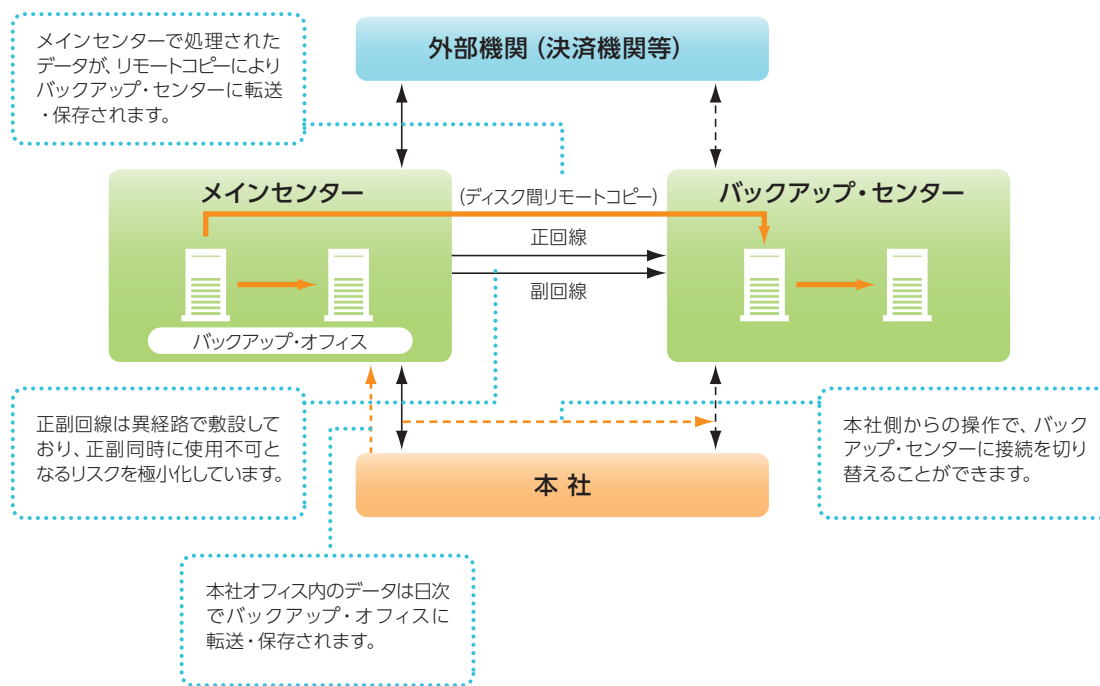 メインセンターで処理された
データが、リモートコピーにより
バックアップ・センターに転送
・保存されます。
外部機関（決済機関等）
メインセンター
(ディスク間リモートコピー)
バックアップ・センター
正回線
副回線
バックアップ・オフィス
正副回線は異経路で敷設して
おり、正副同時に使用不可と
なるリスクを極小化しています。
本社側からの操作で、バック
アップ・センターに接続を切り
替えることができます。
本 社
本社オフィス内のデータは日次
でバックアップ・オフィスに
転送・保存されます。